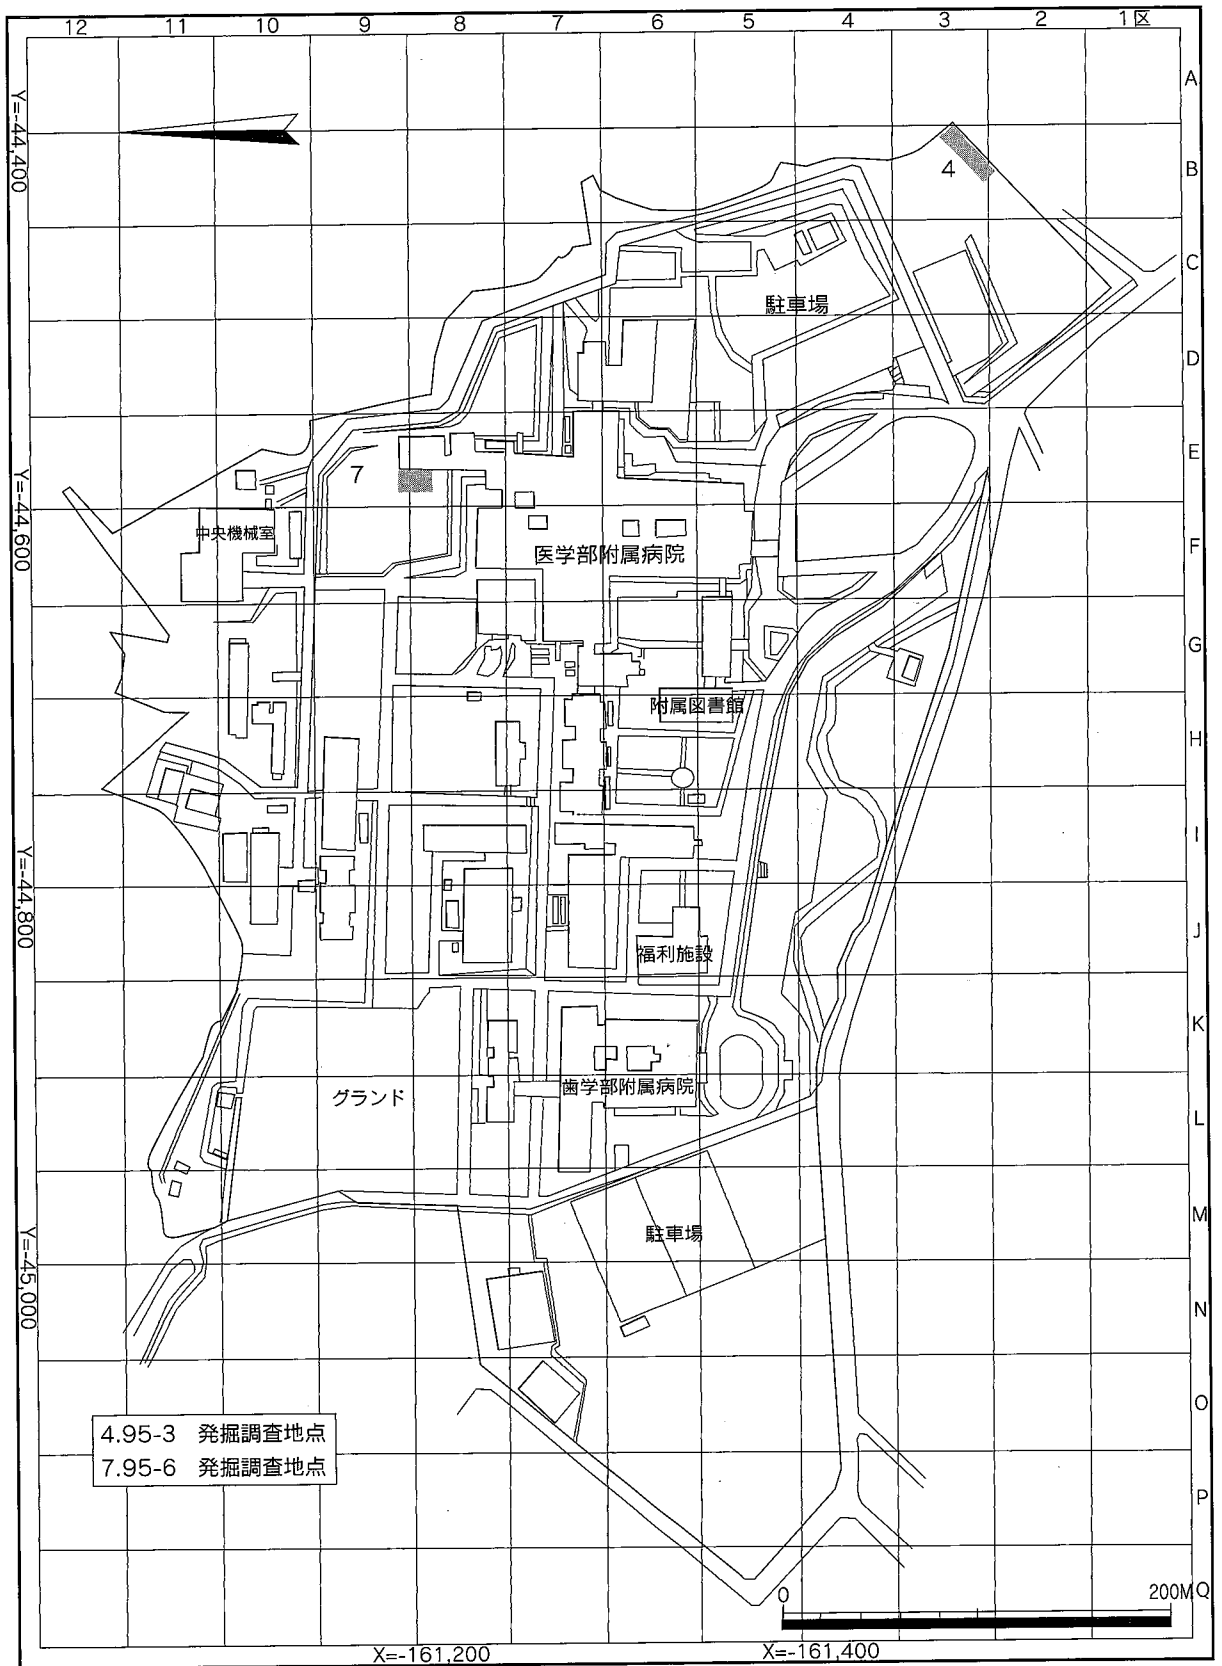 12 11 10 9 8 7 6 5 4 3 2 1区
A
Y=-44,400
4
B
C
駐車場
D
E
7
Y=-44,600
中央機械室
医学部附属病院
F
G
附属図書館
H
I
Y=-44,800
J
福利施設
K
歯学部附属病院
グランド
L
M
駐車場
Y=-45,000
N
O
4.95-3 発掘調査地点
7.95-6 発掘調査地点
P
0 200M
Q
X=-161,200 X=-161,400